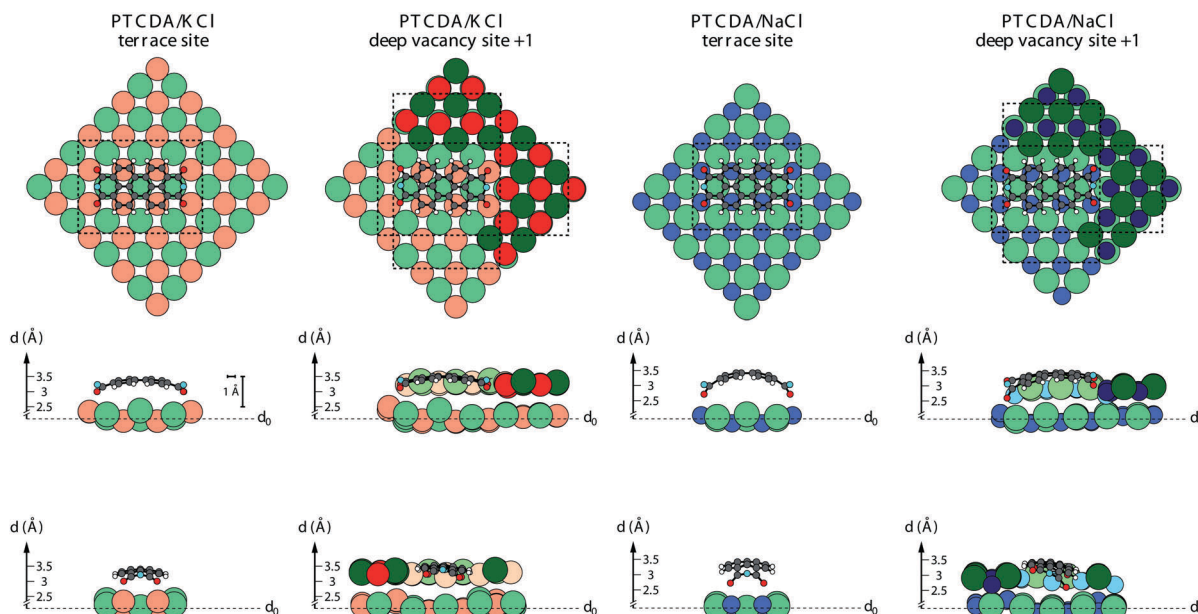 PTCDA/KCl
terrace site
PTCDA/KCl
deep vacancy site +1
PTCDA/NaCl
terrace site
PTCDA/NaCl
deep vacancy site +1
d (Å)
3.5
3
2.5
1 Å
d₀
d (Å)
3.5
3
2.5
d (Å)
3.5
3
2.5
d₀
d (Å)
3.5
3
2.5
d
d (Å)
3.5
3
2.5
d₀
d (Å)
3.5
3
2.5
d₀
d (Å)
3.5
3
2.5
d₀
d (Å)
3.5
3
2.5
d